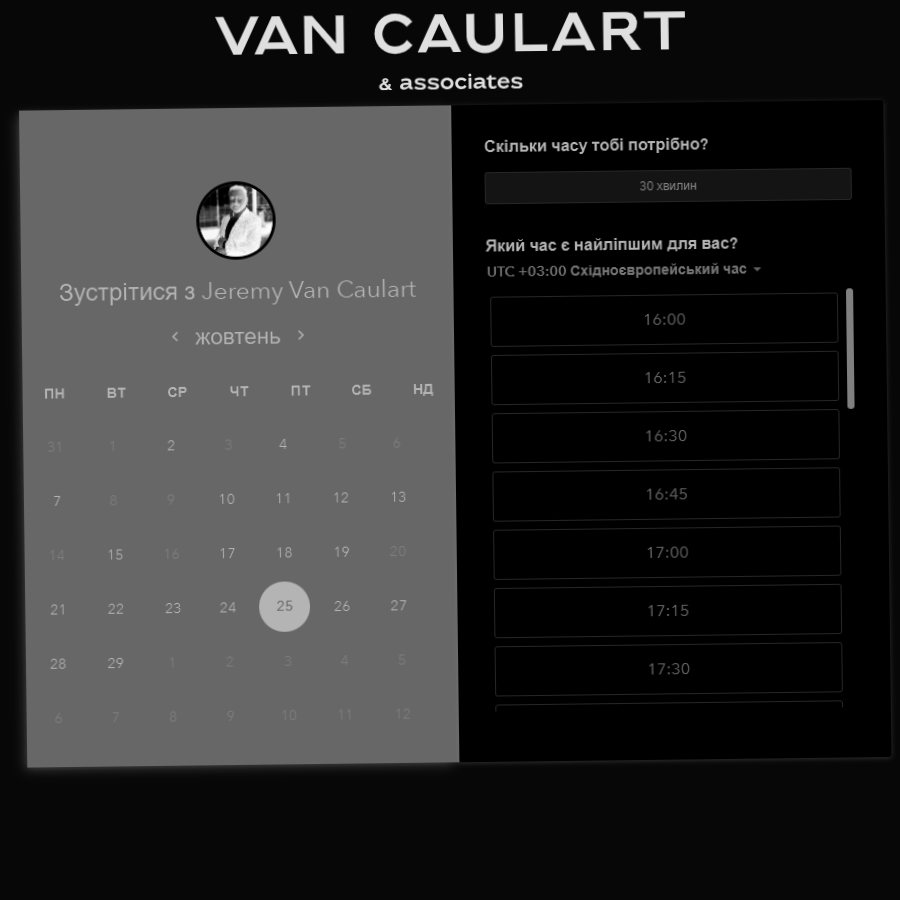 VAN CAULART
& associates
Зустрітися з Jeremy Van Caulart
жовтень
ПН ВТ СР ЧТ ПТ СБ НД
31 1 2 3 4 5 6
7 8 9 10 11 12 13
14 15 16 17 18 19 20
21 22 23 24 25 26 27
28 29 1 2 3 4 5
6 7 8 9 10 11 12
Скільки часу тобі потрібно?
30 хвилин
Який час є найліпшим для вас?
UTC +03:00 Східноєвропейський час
16:00
16:15
16:30
16:45
17:00
17:15
17:30